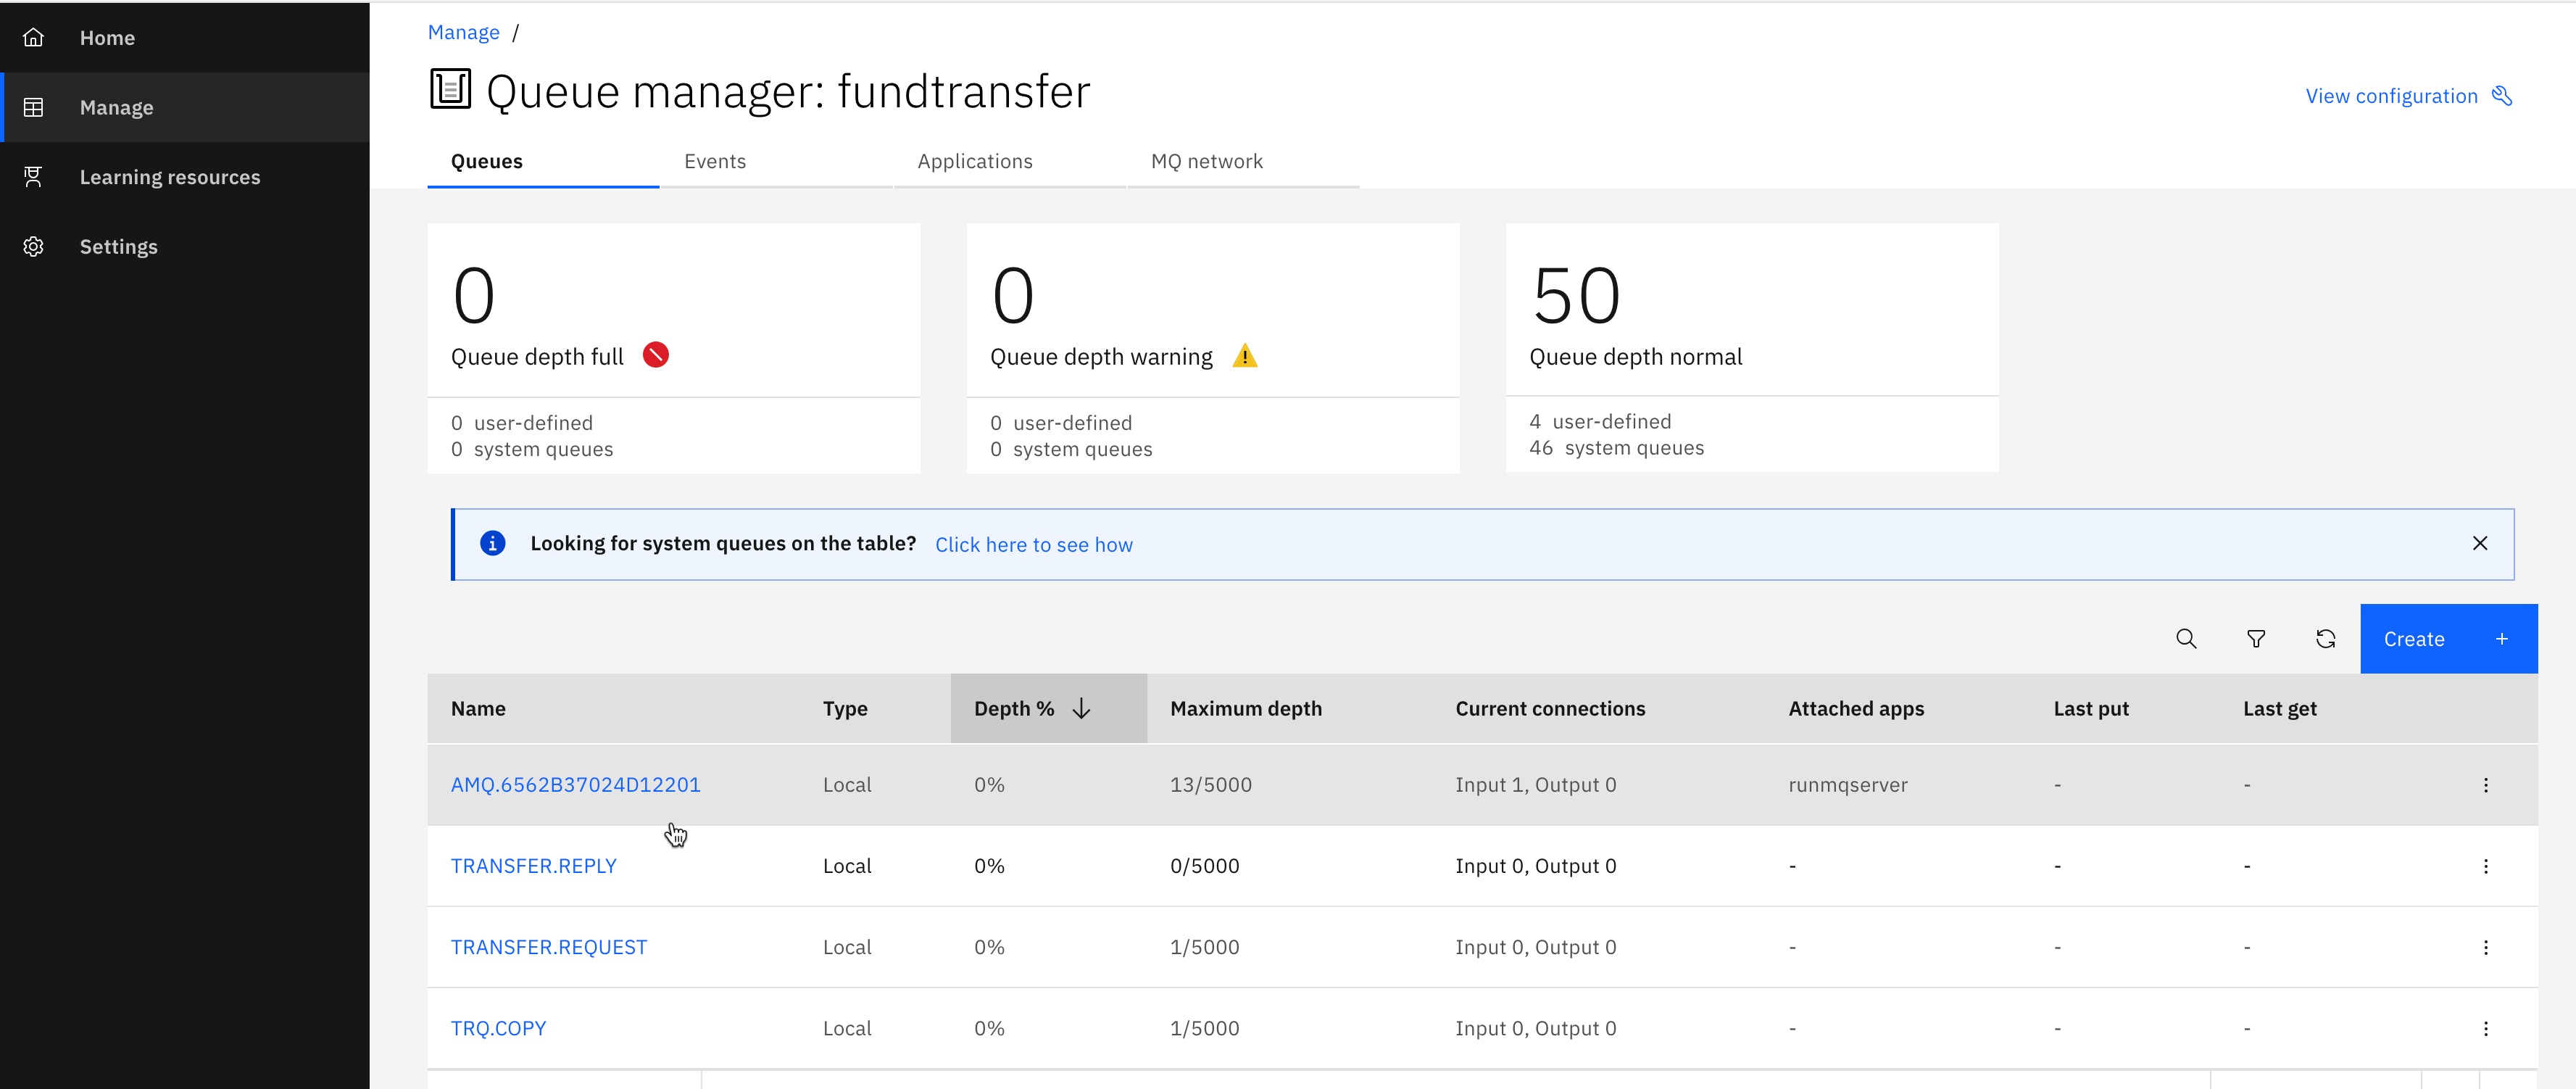 Home
Manage
Learning resources
Settings
Manage /
Queue manager: fundtransfer
View configuration
Queues Events Applications MQ network
0
Queue depth full
0 user-defined
0 system queues
0
Queue depth warning
0 user-defined
0 system queues
50
Queue depth normal
4 user-defined
46 system queues
Looking for system queues on the table? Click here to see how
Create +
Name Type Depth % Maximum depth Current connections Attached apps Last put Last get
AMQ.6562B37024D12201 Local 0% 13/5000 Input 1, Output 0 runmqserver - -
TRANSFER.REPLY Local 0% 0/5000 Input 0, Output 0 - - -
TRANSFER.REQUEST Local 0% 1/5000 Input 0, Output 0 - - -
TRQ.COPY Local 0% 1/5000 Input 0, Output 0 - - -